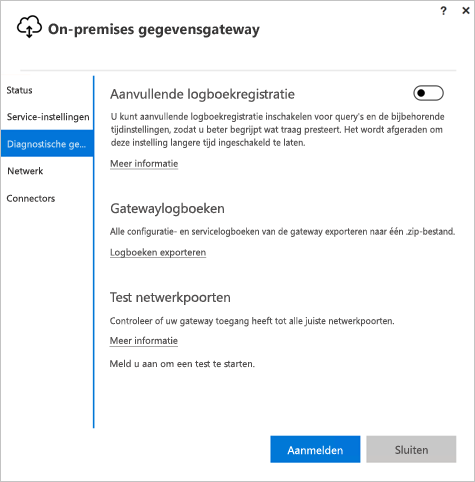 ? ×
On-premises gegevensgateway
Status
Service-instellingen
Diagnostische ge...
Netwerk
Connectors
Aanvullende logboekregistratie
U kunt aanvullende logboekregistratie inschakelen voor query's en de bijbehorende
tijdinstellingen, zodat u beter begrijpt wat traag presteert. Het wordt afgeraden om
deze instelling langere tijd ingeschakeld te laten.
Meer informatie
Gatewaylogboeken
Alle configuratie- en servicelogboeken van de gateway exporteren naar één .zip-bestand.
Logboeken exporteren
Test netwerkpoorten
Controleer of uw gateway toegang heeft tot alle juiste netwerkpoorten.
Meer informatie
Meld u aan om een test te starten.
Aanmelden
Sluiten